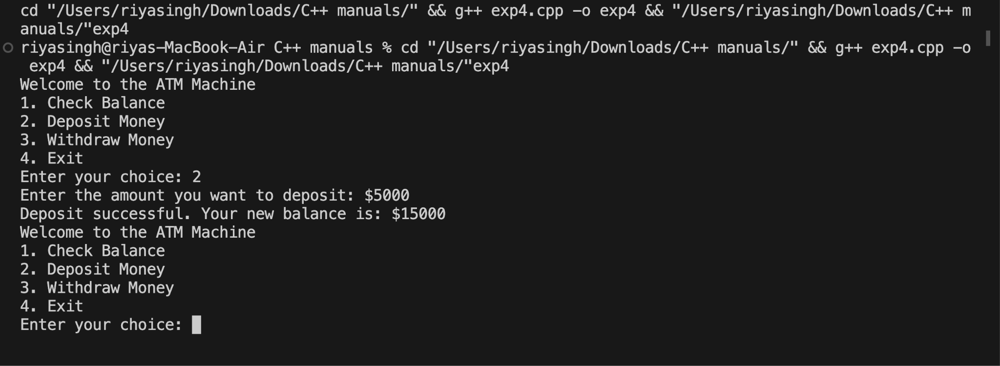 cd "/Users/riyasingh/Downloads/C++ manuals/" && g++ exp4.cpp -o exp4 && "/Users/riyasingh/Downloads/C++ m
anuals/"exp4
riyasingh@riyas-MacBook-Air C++ manuals % cd "/Users/riyasingh/Downloads/C++ manuals/" && g++ exp4.cpp -o
 exp4 && "/Users/riyasingh/Downloads/C++ manuals/"exp4
Welcome to the ATM Machine
1. Check Balance
2. Deposit Money
3. Withdraw Money
4. Exit
Enter your choice: 2
Enter the amount you want to deposit: $5000
Deposit successful. Your new balance is: $15000
Welcome to the ATM Machine
1. Check Balance
2. Deposit Money
3. Withdraw Money
4. Exit
Enter your choice: